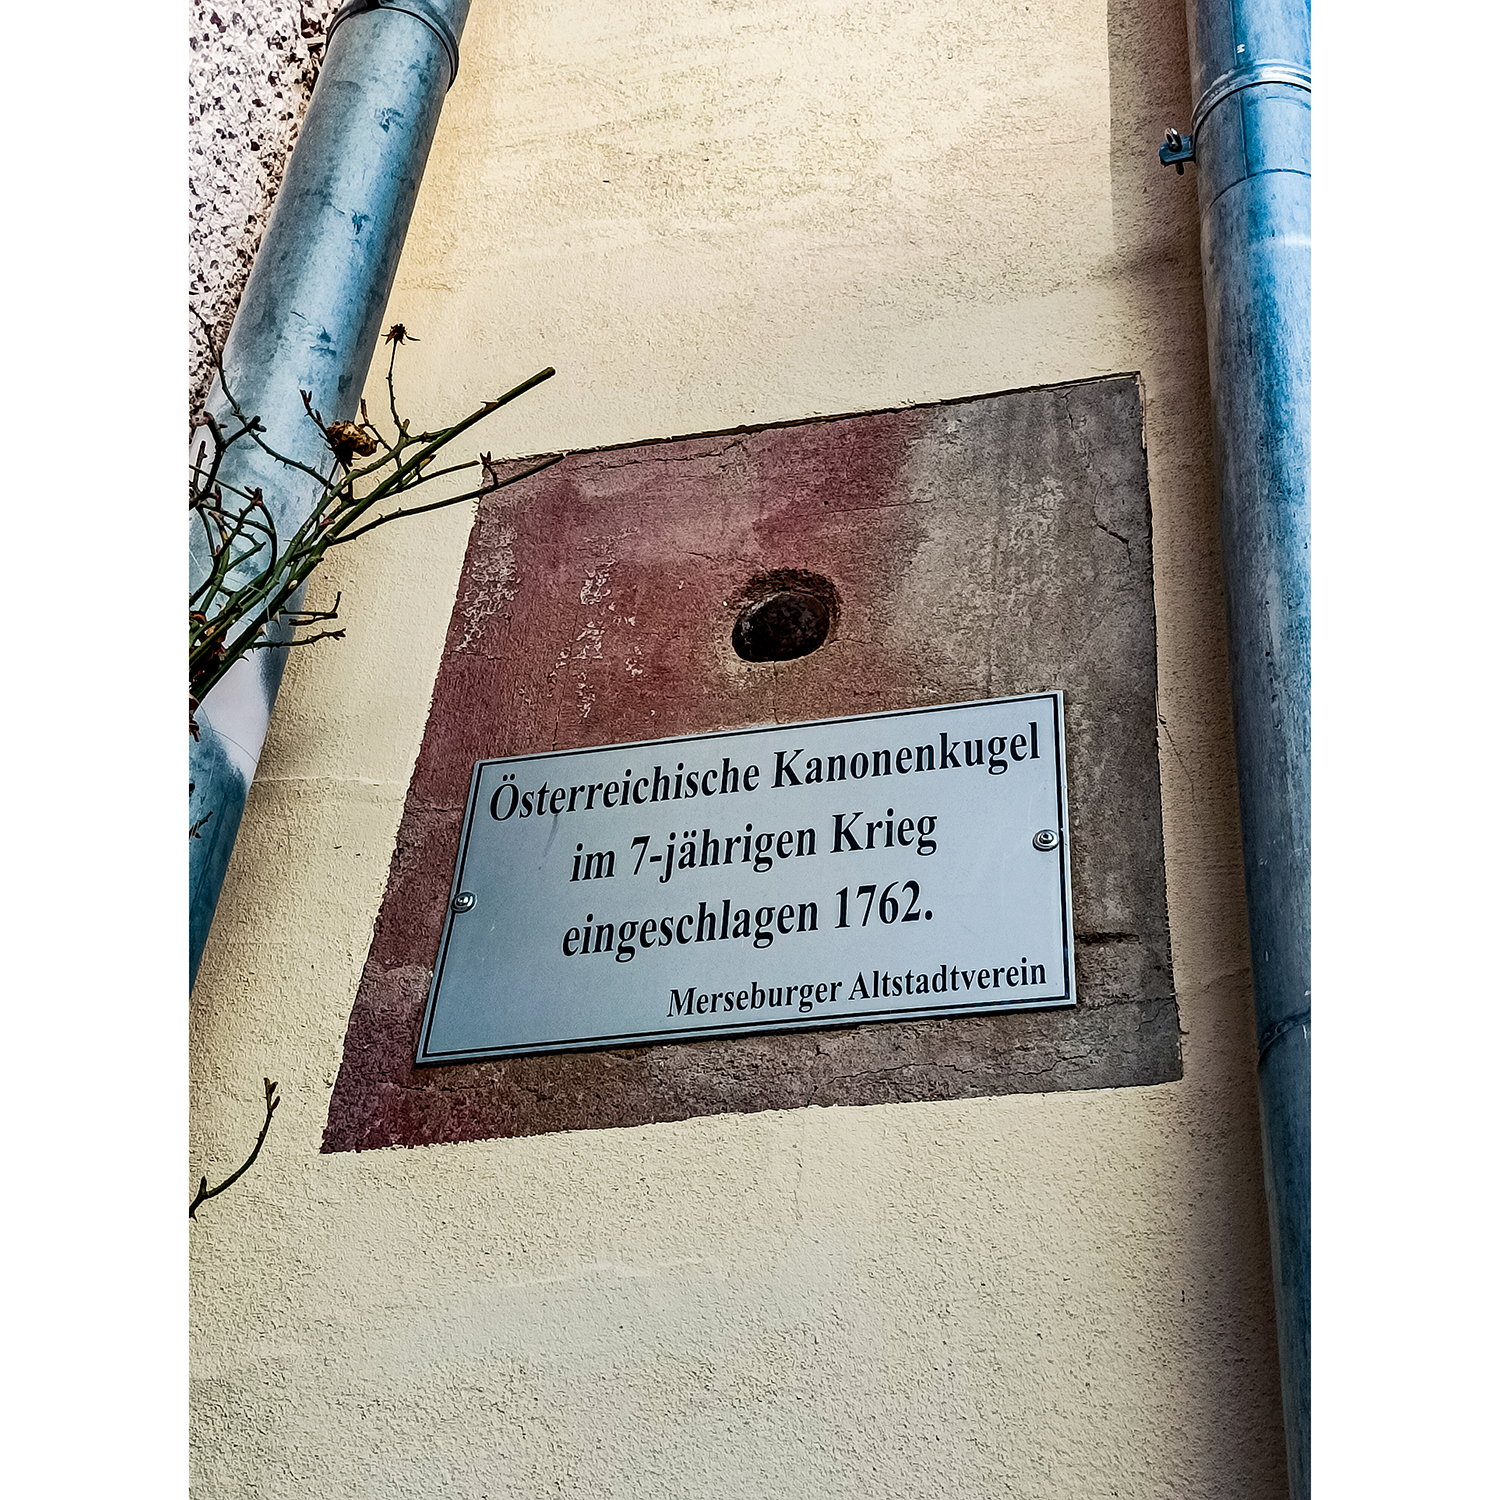 Österreichische Kanonenkugel
im 7-jährigen Krieg
eingeschlagen 1762.
Merseburger Altstadtverein